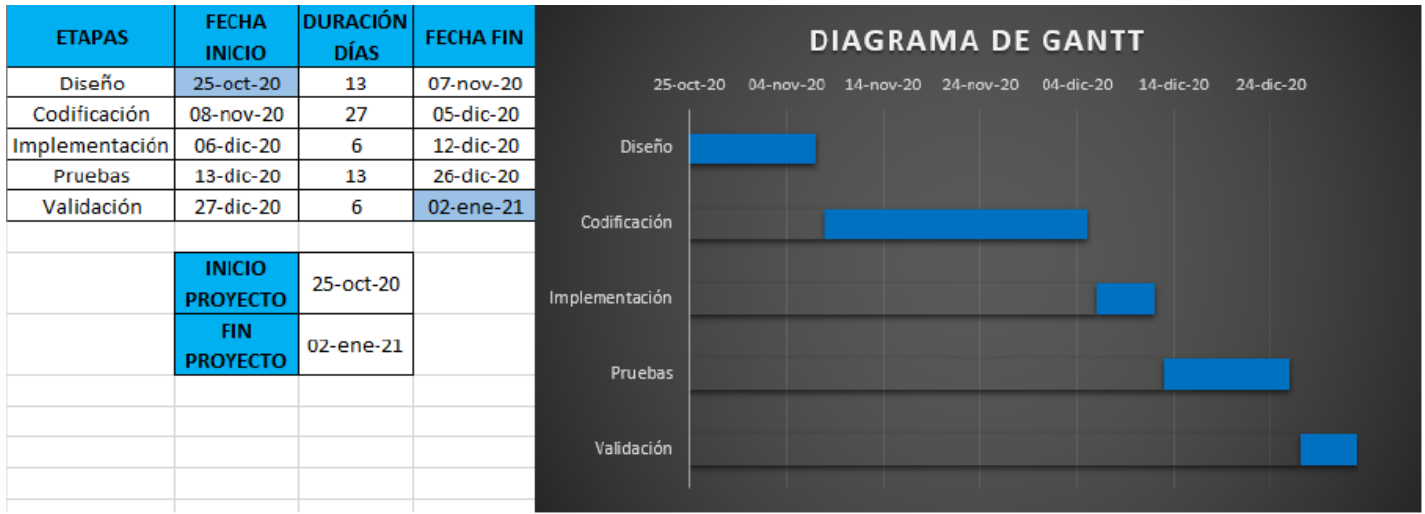 ETAPAS FECHA INICIO DURACIÓN DÍAS FECHA FIN
Diseño 25-oct-20 13 07-nov-20
Codificación 08-nov-20 27 05-dic-20
Implementación 06-dic-20 6 12-dic-20
Pruebas 13-dic-20 13 26-dic-20
Validación 27-dic-20 6 02-ene-21
INICIO PROYECTO 25-oct-20
FIN PROYECTO 02-ene-21
DIAGRAMA DE GANTT
25-oct-20 04-nov-20 14-nov-20 24-nov-20 04-dic-20 14-dic-20 24-dic-20
Diseño
Codificación
Implementación
Pruebas
Validación